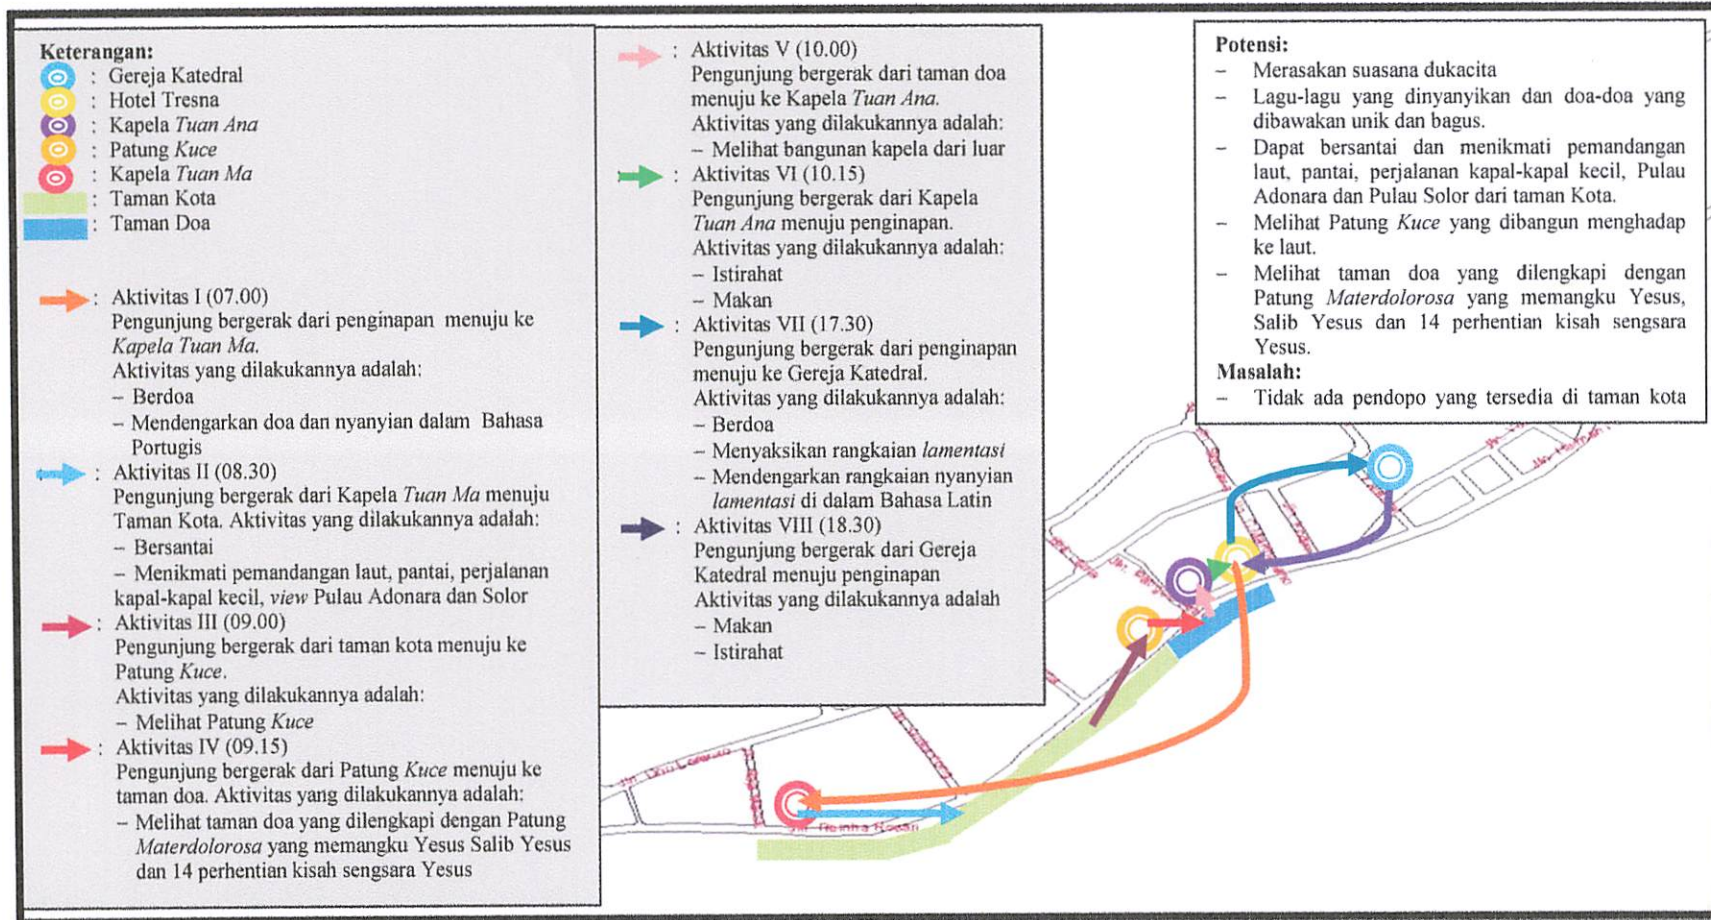 Keterangan:
: Gereja Katedral
: Hotel Tresna
: Kapela Tuan Ana
: Patung Kuce
: Kapela Tuan Ma
: Taman Kota
: Taman Doa
: Aktivitas I (07.00)
Pengunjung bergerak dari penginapan menuju ke
Kapela Tuan Ma.
Aktivitas yang dilakukannya adalah:
– Berdoa
– Mendengarkan doa dan nyanyian dalam Bahasa
Portugis
: Aktivitas II (08.30)
Pengunjung bergerak dari Kapela Tuan Ma menuju
Taman Kota. Aktivitas yang dilakukannya adalah:
– Bersantai
– Menikmati pemandangan laut, pantai, perjalanan
kapal-kapal kecil, view Pulau Adonara dan Solor
: Aktivitas III (09.00)
Pengunjung bergerak dari taman kota menuju ke
Patung Kuce.
Aktivitas yang dilakukannya adalah:
– Melihat Patung Kuce
: Aktivitas IV (09.15)
Pengunjung bergerak dari Patung Kuce menuju ke
taman doa. Aktivitas yang dilakukannya adalah:
– Melihat taman doa yang dilengkapi dengan Patung
Materdolorosa yang memangku Yesus Salib Yesus
dan 14 perhentian kisah sengsara Yesus
: Aktivitas V (10.00)
Pengunjung bergerak dari taman doa
menuju ke Kapela Tuan Ana.
Aktivitas yang dilakukannya adalah:
– Melihat bangunan kapela dari luar
: Aktivitas VI (10.15)
Pengunjung bergerak dari Kapela
Tuan Ana menuju penginapan.
Aktivitas yang dilakukannya adalah:
– Istirahat
– Makan
: Aktivitas VII (17.30)
Pengunjung bergerak dari penginapan
menuju ke Gereja Katedral.
Aktivitas yang dilakukannya adalah:
– Berdoa
– Menyaksikan rangkaian lamentasi
– Mendengarkan rangkaian nyanyian
lamentasi di dalam Bahasa Latin
: Aktivitas VIII (18.30)
Pengunjung bergerak dari Gereja
Katedral menuju penginapan
Aktivitas yang dilakukannya adalah
– Makan
– Istirahat
Potensi:
– Merasakan suasana dukacita
– Lagu-lagu yang dinyanyikan dan doa-doa yang
dibawakan unik dan bagus.
– Dapat bersantai dan menikmati pemandangan
laut, pantai, perjalanan kapal-kapal kecil, Pulau
Adonara dan Pulau Solor dari taman Kota.
– Melihat Patung Kuce yang dibangun menghadap
ke laut.
– Melihat taman doa yang dilengkapi dengan
Patung Materdolorosa yang memangku Yesus,
Salib Yesus dan 14 perhentian kisah sengsara
Yesus.
Masalah:
– Tidak ada pendopo yang tersedia di taman kota